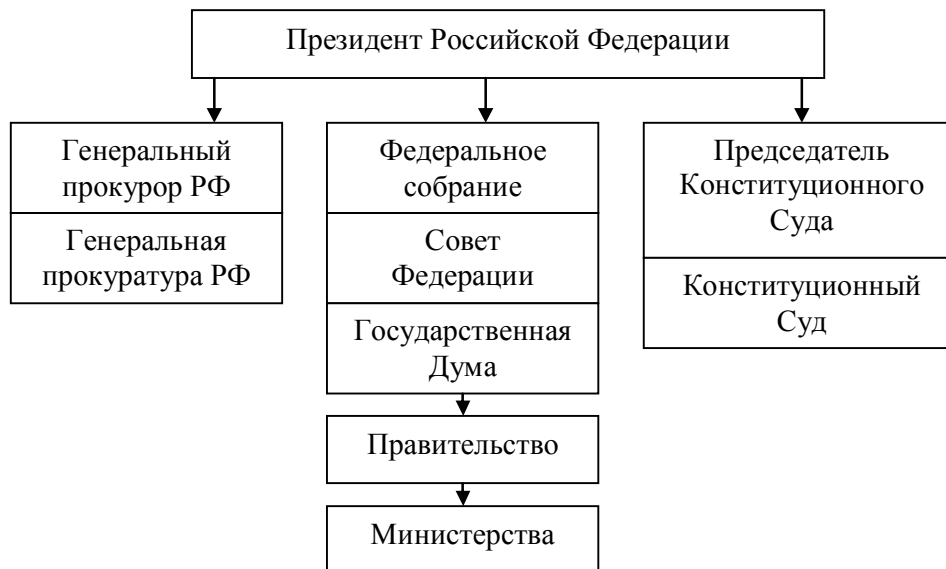 Президент Российской Федерации
Генеральный
прокурор РФ
Генеральная
прокуратура РФ
Федеральное
собрание
Совет
Федерации
Государственная
Дума
Правительство
Министерства
Председатель
Конституционного
Суда
Конституционный
Суд